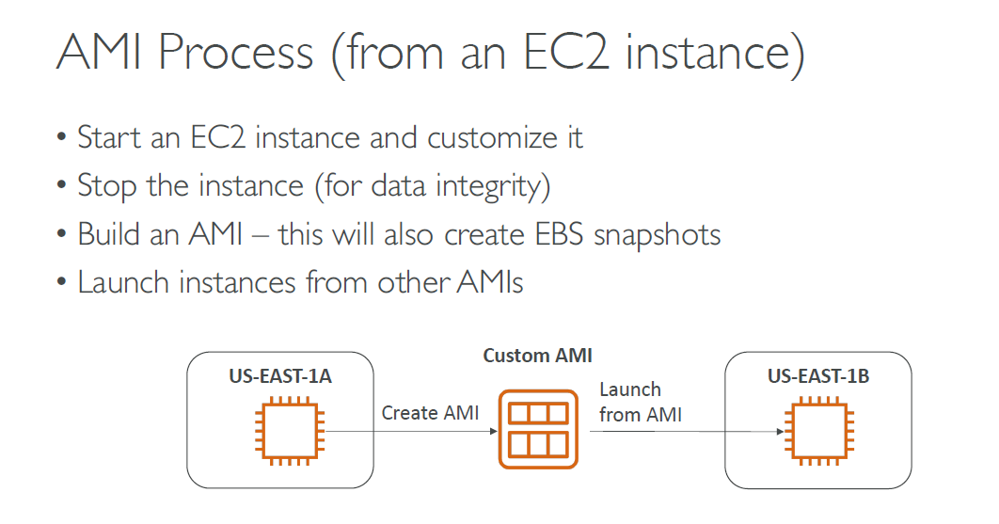 AMI Process (from an EC2 instance)
• Start an EC2 instance and customize it
• Stop the instance (for data integrity)
• Build an AMI – this will also create EBS snapshots
• Launch instances from other AMIs
US-EAST-1A
Create AMI
Custom AMI
Launch
from AMI
US-EAST-1B